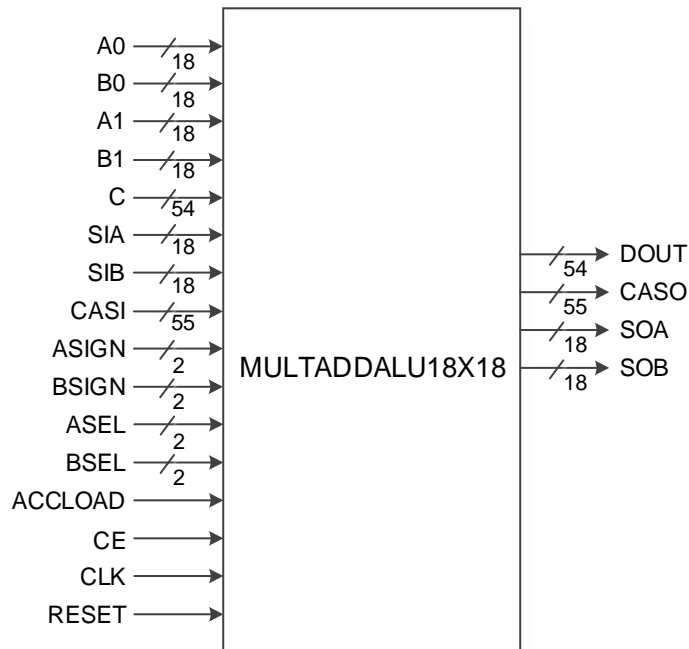 A0
18
B0
18
A1
18
B1
18
C
54
SIA
18
SIB
18
CASI
55
ASIGN
2
BSIGN
2
ASEL
2
BSEL
2
ACCLOAD
CE
CLK
RESET
MULTADDALU18X18
DOUT
54
CASO
55
SOA
18
SOB
18